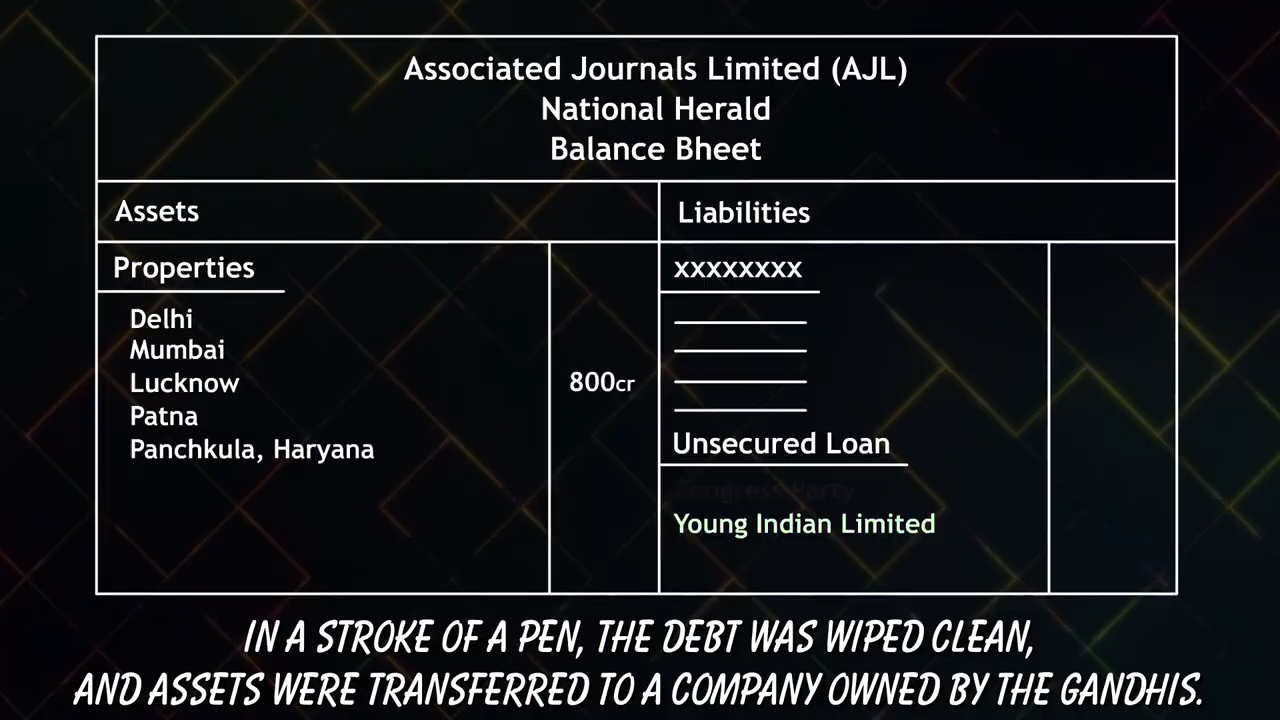 Associated Journals Limited (AJL)
National Herald
Balance Bheet
Assets
Liabilities
Properties
Delhi
Mumbai
Lucknow
Patna
Panchkula, Haryana
800cr
xxxxxxxx
Unsecured Loan
Congress Party
Young Indian Limited
IN A STROKE OF A PEN, THE DEBT WAS WIPED CLEAN,
AND ASSETS WERE TRANSFERRED TO A COMPANY OWNED BY THE GANDHIS.